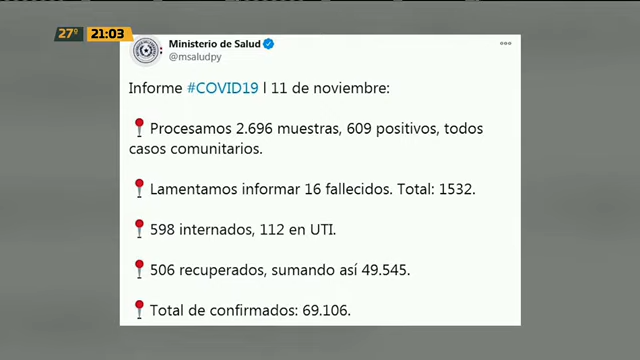 27º 21:03
Ministerio de Salud
@msaludpy
Informe #COVID19 l 11 de noviembre:
Procesamos 2.696 muestras, 609 positivos, todos
casos comunitarios.
Lamentamos informar 16 fallecidos. Total: 1532.
598 internados, 112 en UTI.
506 recuperados, sumando así 49.545.
Total de confirmados: 69.106.